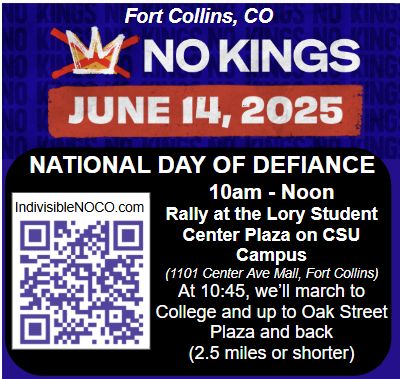 Fort Collins, CO
NO KINGS
JUNE 14, 2025
NATIONAL DAY OF DEFIANCE
IndivisibleNOCO.com
10am - Noon
Rally at the Lory Student
Center Plaza on CSU
Campus
(1101 Center Ave Mall, Fort Collins)
At 10:45, we'll march to
College and up to Oak Street
Plaza and back
(2.5 miles or shorter)